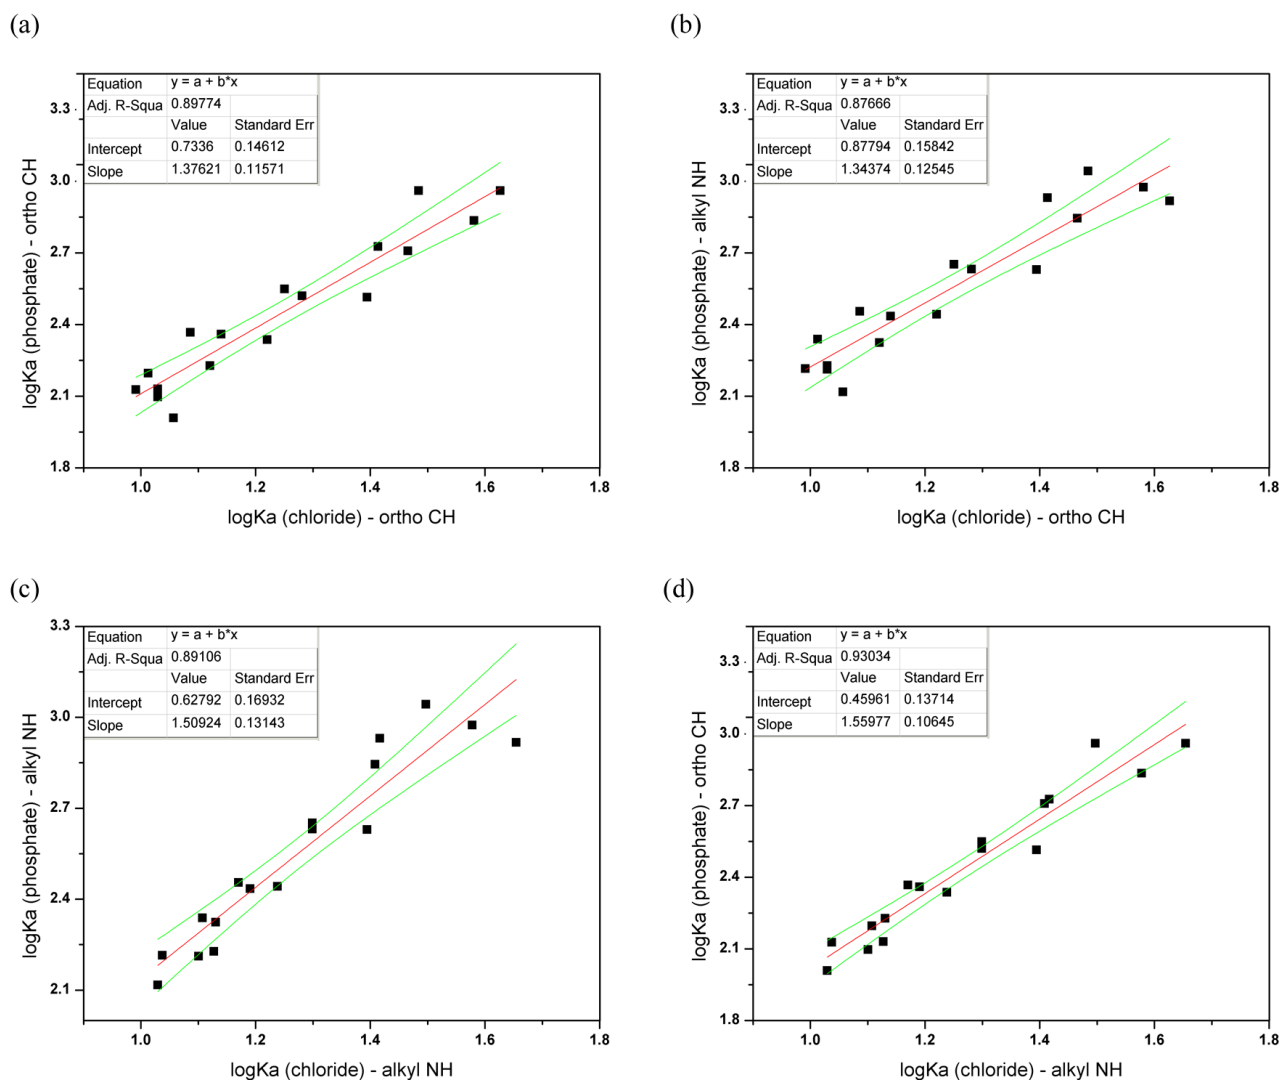 (a)
Equation y = a + b*x
Adj. R-Squa 0.89774
Value Standard Err
Intercept 0.7336 0.14612
Slope 1.37621 0.11571
3.3
3.0
2.7
2.4
2.1
1.8
logKa (phosphate) - ortho CH
1.0 1.2 1.4 1.6 1.8
logKa (chloride) - ortho CH
(b)
Equation y = a + b*x
Adj. R-Squa 0.87666
Value Standard Err
Intercept 0.87794 0.15842
Slope 1.34374 0.12545
3.3
3.0
2.7
2.4
2.1
1.8
logKa (phosphate) - alkyl NH
1.0 1.2 1.4 1.6 1.8
logKa (chloride) - ortho CH
(c)
Equation y = a + b*x
Adj. R-Squa 0.89106
Value Standard Err
Intercept 0.62792 0.16932
Slope 1.50924 0.13143
3.3
3.0
2.7
2.4
2.1
logKa (phosphate) - alkyl NH
1.0 1.2 1.4 1.6 1.8
logKa (chloride) - alkyl NH
(d)
Equation y = a + b*x
Adj. R-Squa 0.93034
Value Standard Err
Intercept 0.45961 0.13714
Slope 1.55977 0.10645
3.3
3.0
2.7
2.4
2.1
1.8
logKa (phosphate) - ortho CH
1.0 1.2 1.4 1.6 1.8
logKa (chloride) - alkyl NH